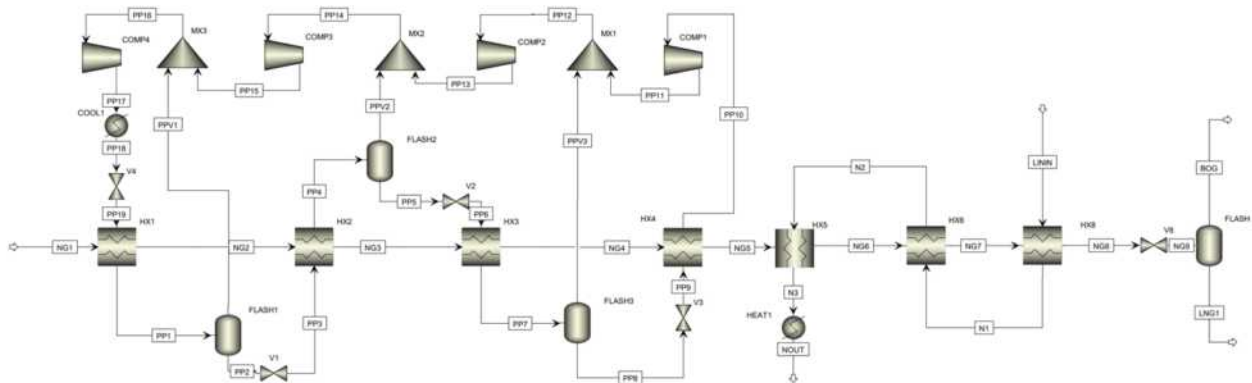 PP16 PP14 PP12
COMP4 MX3 COMP3 MX2 COMP2 MX1 COMP1
PP15 PP13 PP11
PP17 PPV1 PPV2 PP10
COOL1
PP18
FLASH2
PPV3
LININ BOG
V4 PP4 N2
PP5 V2
PP19 PP6
HX1 HX2 HX3 HX4 HX5 HX6 HX8 V8 FLASH
NG1 NG2 NG3 NG4 NG5 NG6 NG7 NG8 NG9
PP9
N3
PP1 FLASH1 PP3 PP7 FLASH3 V3 HEAT1 N1 LNG1
V1
NOUT
PP2 PP8